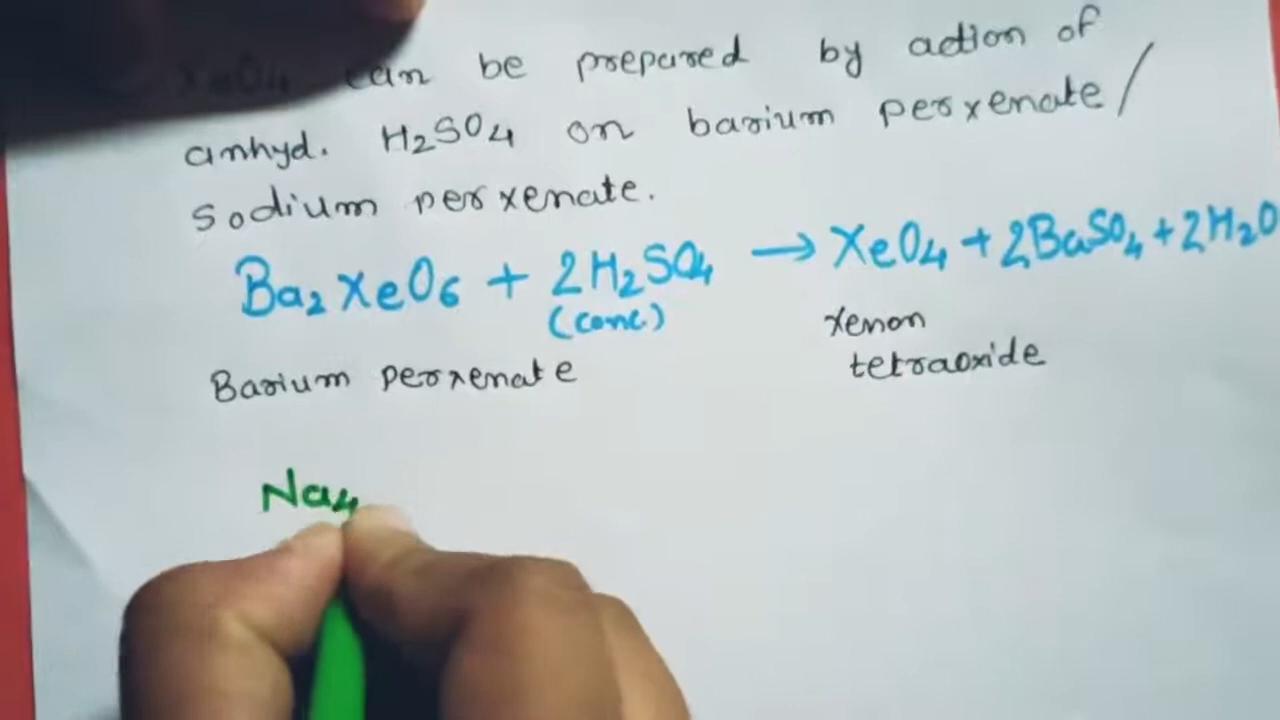 XeO4 can be prepared by action of
anhyd. H2SO4 on barium perxenate/
sodium perxenate.
Ba2XeO6 + 2H2SO4 → XeO4 + 2BaSO4 + 2H2O
(conc.) xenon
Barium perxenate tetraoxide
Na4